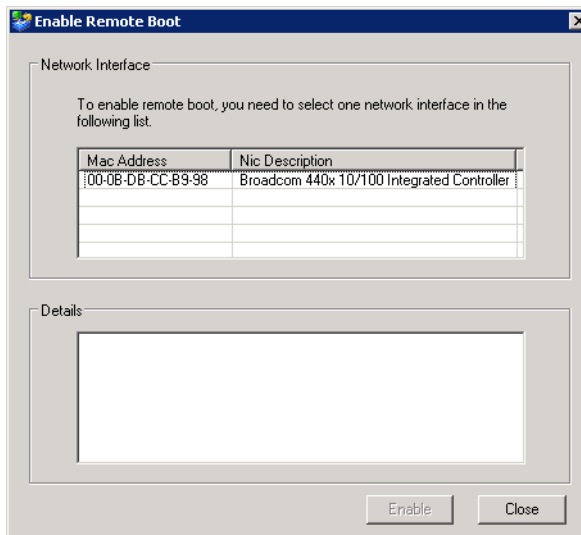 Enable Remote Boot
Network Interface
To enable remote boot, you need to select one network interface in the
following list.
Mac Address Nic Description
00-0B-DB-CC-B9-98 Broadcom 440x 10/100 Integrated Controller
Details
Enable Close